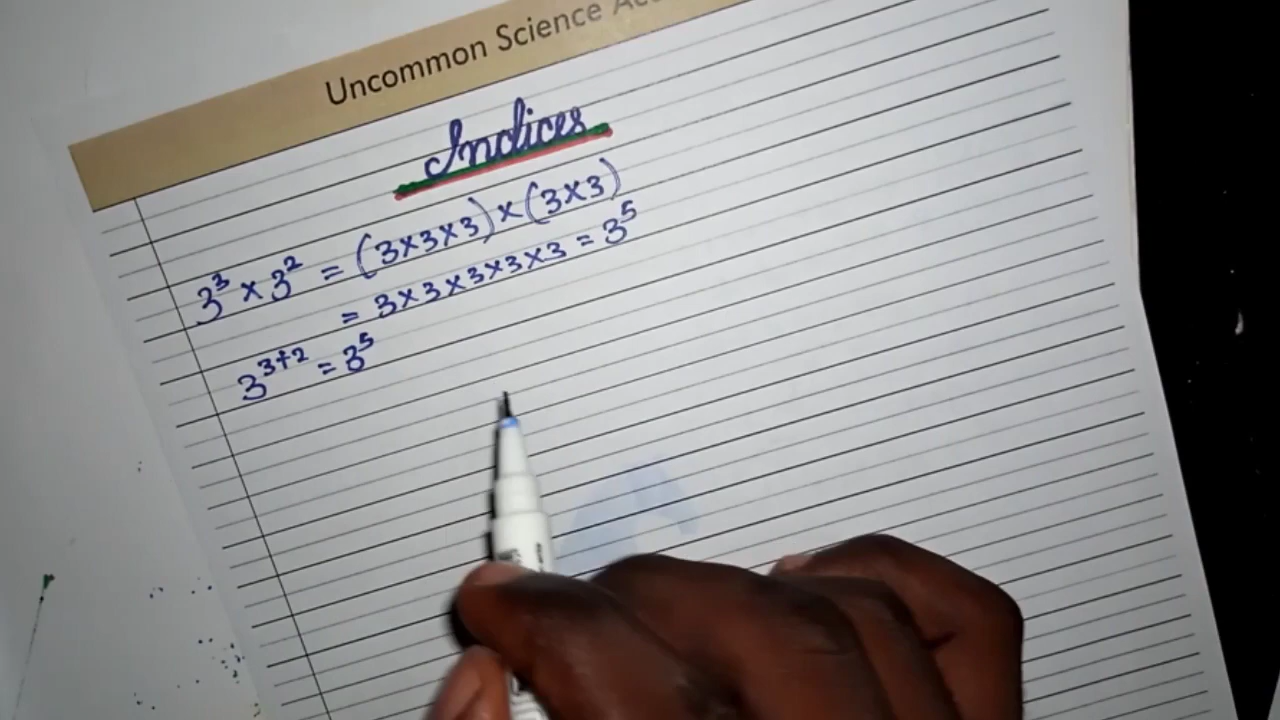 Uncommon Science
Indices
3³ × 3² = (3×3×3) × (3×3)
= 3×3×3×3×3 = 3⁵
3³⁺² = 3⁵